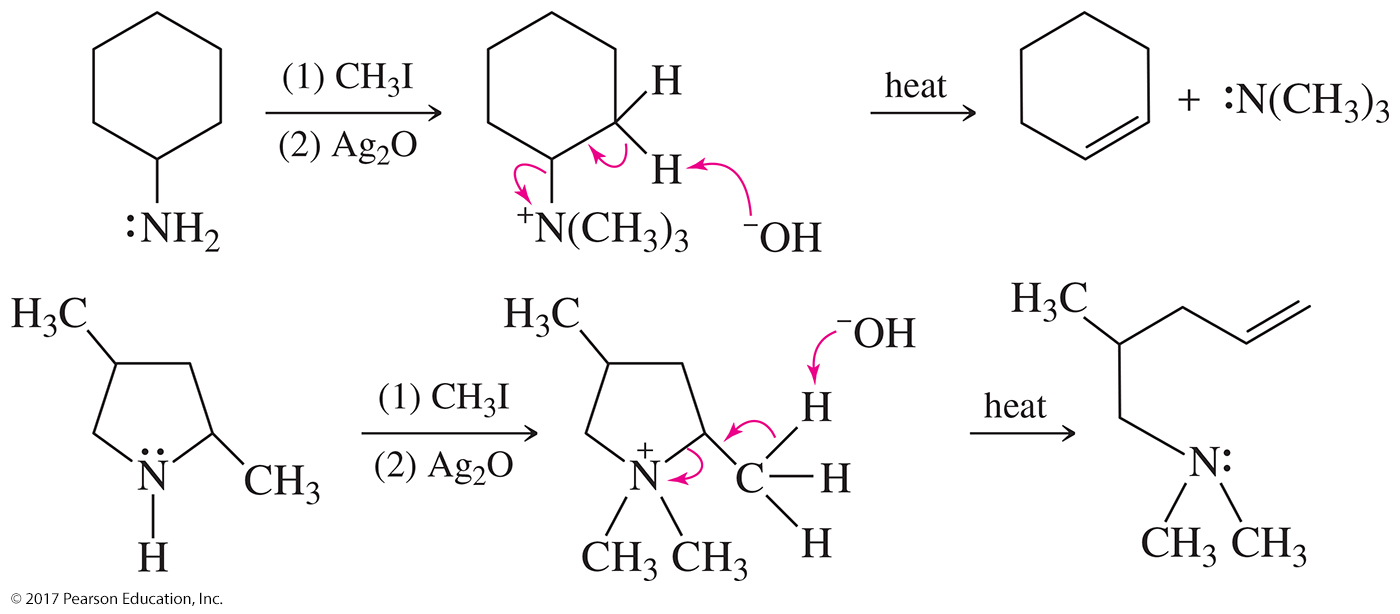 (1) CH₃I
(2) Ag₂O
:NH₂
H
H
⁺N(CH₃)₃
⁻OH
heat
+ :N(CH₃)₃
H₃C
N̈
H
CH₃
(1) CH₃I
(2) Ag₂O
H₃C
⁻OH
H
N⁺
C—H
H
CH₃ CH₃
heat
H₃C
N:
CH₃ CH₃
© 2017 Pearson Education, Inc.